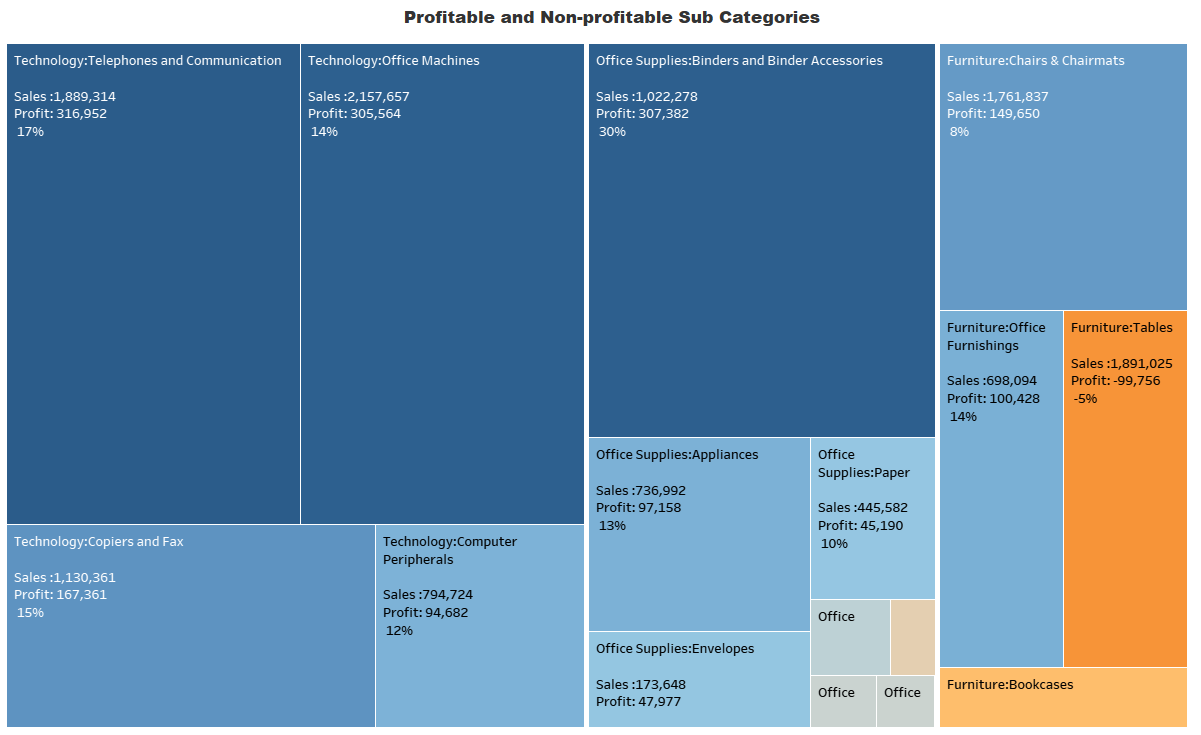 Profitable and Non-profitable Sub Categories
Technology:Telephones and Communication
Sales :1,889,314
Profit: 316,952
17%
Technology:Office Machines
Sales :2,157,657
Profit: 305,564
14%
Technology:Copiers and Fax
Sales :1,130,361
Profit: 167,361
15%
Technology:Computer
Peripherals
Sales :794,724
Profit: 94,682
12%
Office Supplies:Binders and Binder Accessories
Sales :1,022,278
Profit: 307,382
30%
Office Supplies:Appliances
Sales :736,992
Profit: 97,158
13%
Office
Supplies:Paper
Sales :445,582
Profit: 45,190
10%
Office Supplies:Envelopes
Sales :173,648
Profit: 47,977
Office
Office
Office
Furniture:Chairs & Chairmats
Sales :1,761,837
Profit: 149,650
8%
Furniture:Office
Furnishings
Sales :698,094
Profit: 100,428
14%
Furniture:Tables
Sales :1,891,025
Profit: -99,756
-5%
Furniture:Bookcases